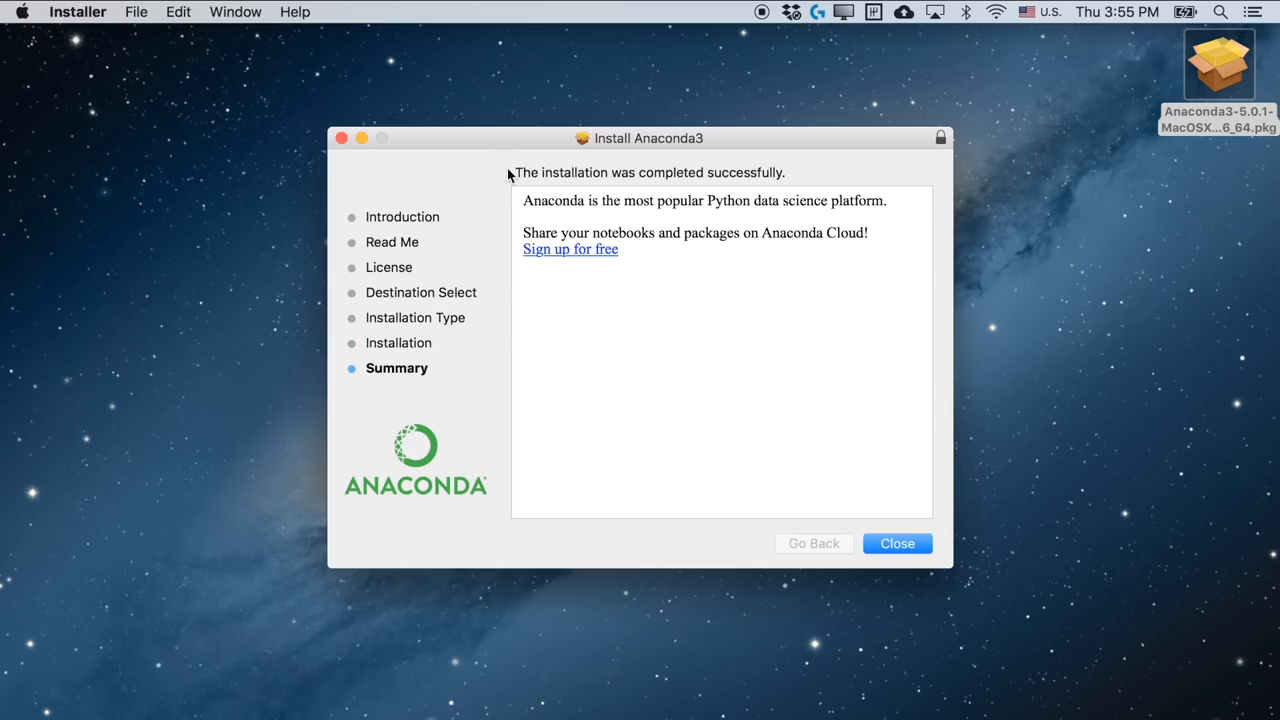 Installer File Edit Window Help U.S. Thu 3:55 PM
Anaconda3-5.0.1-
MacOSX...6_64.pkg
Install Anaconda3
The installation was completed successfully.
Introduction
Read Me
License
Destination Select
Installation Type
Installation
Summary
ANACONDA
Anaconda is the most popular Python data science platform.
Share your notebooks and packages on Anaconda Cloud!
Sign up for free
Go Back Close